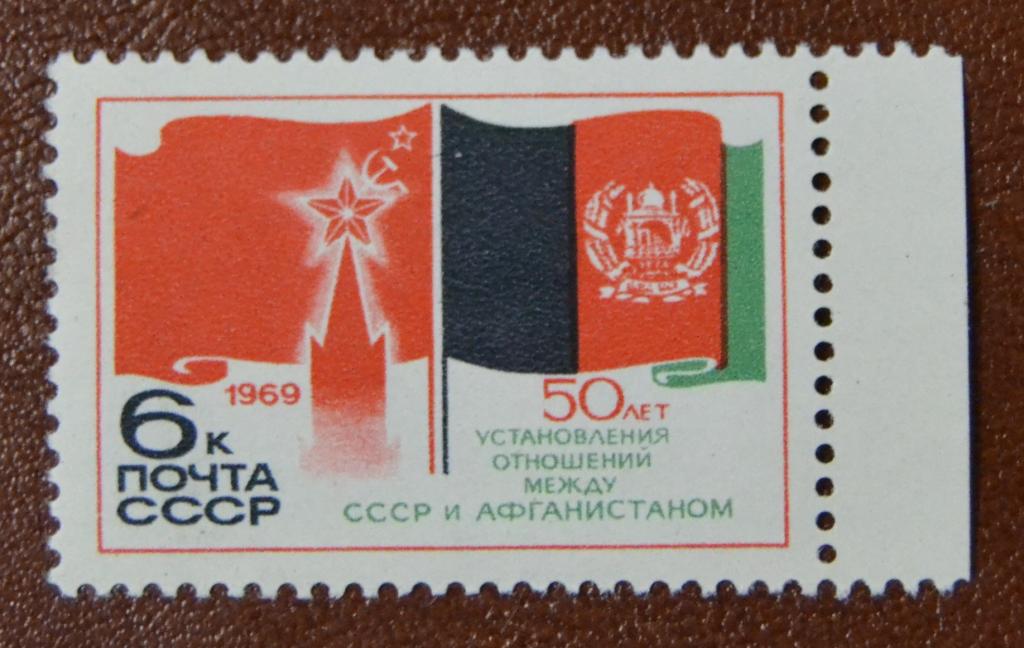 1969
6к
ПОЧТА
СССР
50 ЛЕТ
УСТАНОВЛЕНИЯ
ОТНОШЕНИЙ
МЕЖДУ
СССР И АФГАНИСТАНОМ